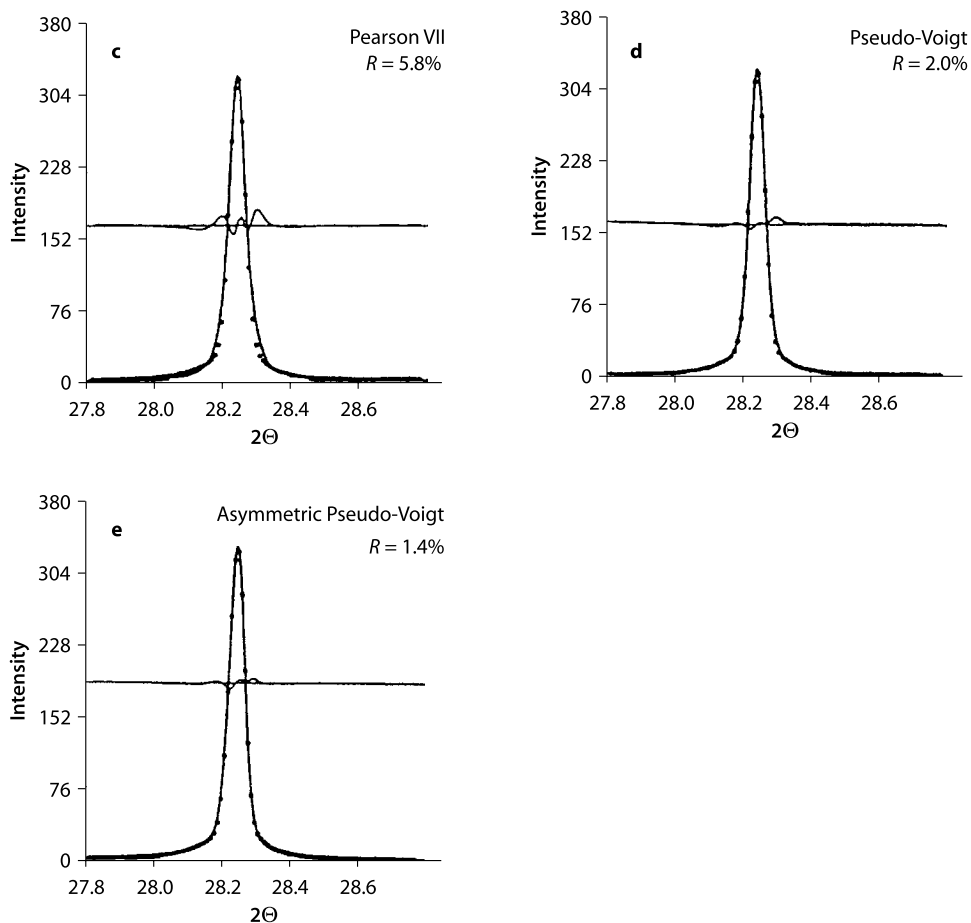 c
Pearson VII
R = 5.8%
380
304
228
152
76
0
Intensity
27.8 28.0 28.2 28.4 28.6
2Θ
d
Pseudo-Voigt
R = 2.0%
380
304
228
152
76
0
Intensity
27.8 28.0 28.2 28.4 28.6
2Θ
e
Asymmetric Pseudo-Voigt
R = 1.4%
380
304
228
152
76
0
Intensity
27.8 28.0 28.2 28.4 28.6
2Θ